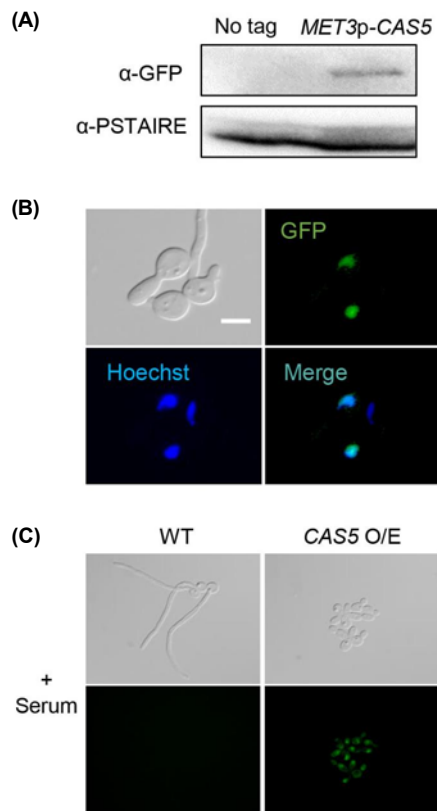 (A)
No tag MET3p-CAS5
α-GFP
α-PSTAIRE
(B)
GFP
Hoechst
Merge
(C)
WT
CAS5 O/E
+
Serum